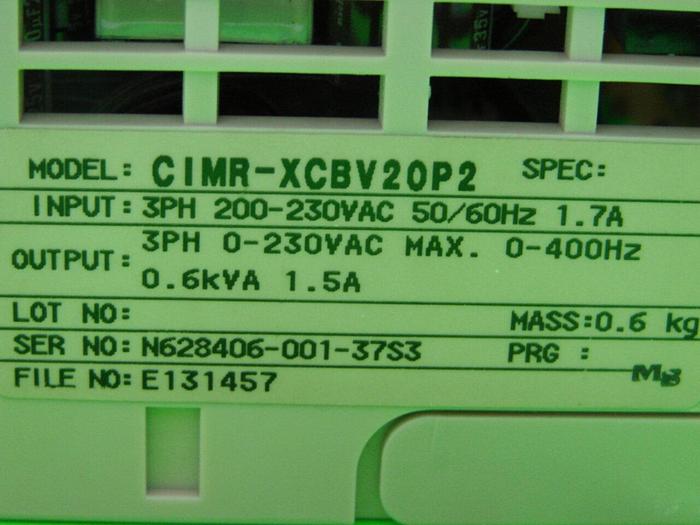 MODEL: CIMR-XCBV20P2 SPEC:
INPUT: 3PH 200-230VAC 50/60Hz 1.7A
OUTPUT: 3PH 0-230VAC MAX. 0-400Hz
0.6kVA 1.5A
LOT NO: MASS:0.6 kg
SER NO: N628406-001-37S3 PRG :
FILE NO: E131457 MB